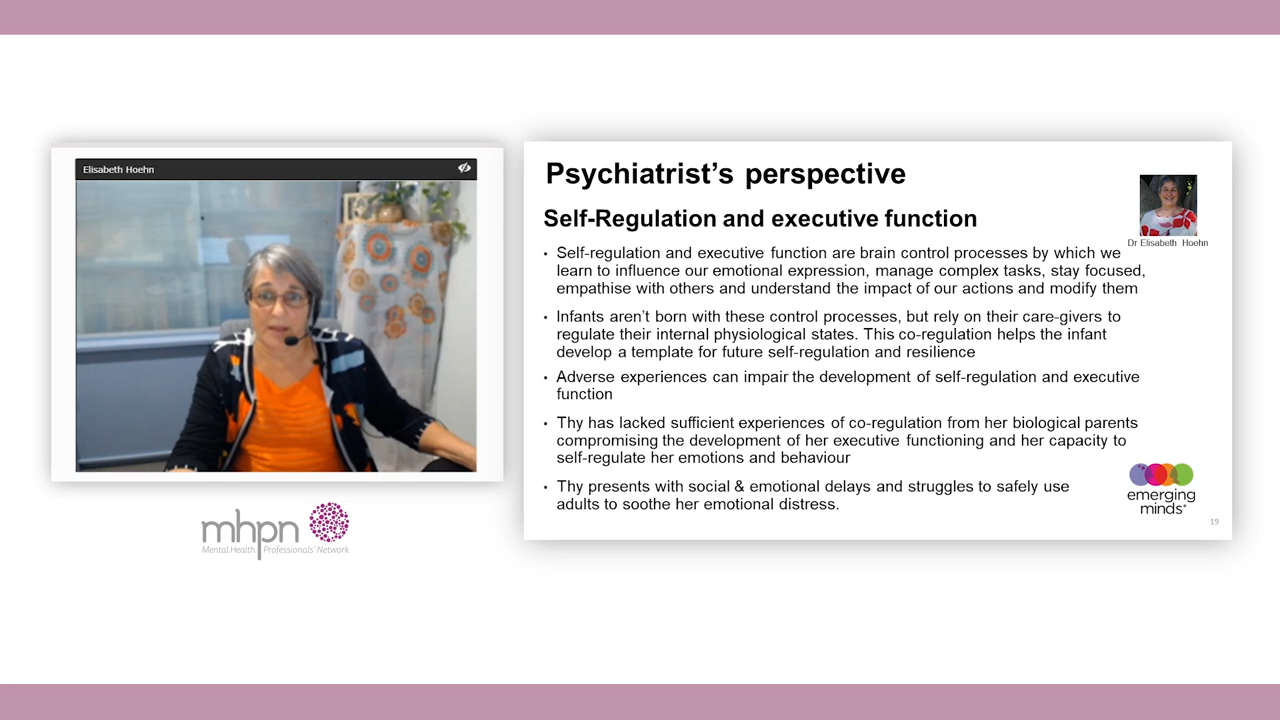 Elisabeth Hoehn
mhpn
Mental Health Professionals' Network
Psychiatrist's perspective
Self-Regulation and executive function
Dr Elisabeth Hoehn
• Self-regulation and executive function are brain control processes by which we
learn to influence our emotional expression, manage complex tasks, stay focused,
empathise with others and understand the impact of our actions and modify them
• Infants aren't born with these control processes, but rely on their care-givers to
regulate their internal physiological states. This co-regulation helps the infant
develop a template for future self-regulation and resilience
• Adverse experiences can impair the development of self-regulation and executive
function
• Thy has lacked sufficient experiences of co-regulation from her biological parents
compromising the development of her executive functioning and her capacity to
self-regulate her emotions and behaviour
• Thy presents with social & emotional delays and struggles to safely use
adults to soothe her emotional distress.
emerging
minds
19